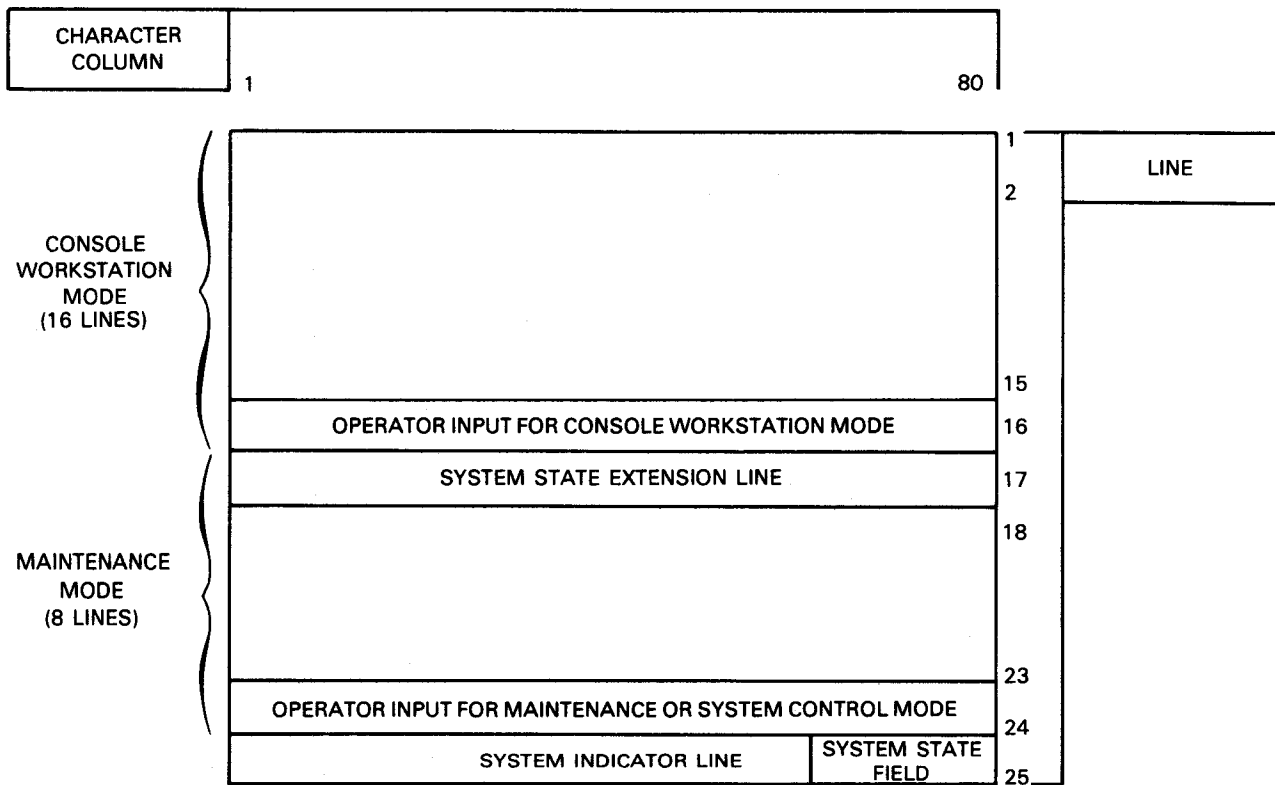 CHARACTER
COLUMN
1
80
1
LINE
2
CONSOLE
WORKSTATION
MODE
(16 LINES)
15
OPERATOR INPUT FOR CONSOLE WORKSTATION MODE
16
SYSTEM STATE EXTENSION LINE
17
18
MAINTENANCE
MODE
(8 LINES)
23
OPERATOR INPUT FOR MAINTENANCE OR SYSTEM CONTROL MODE
24
SYSTEM INDICATOR LINE
SYSTEM STATE
FIELD
25